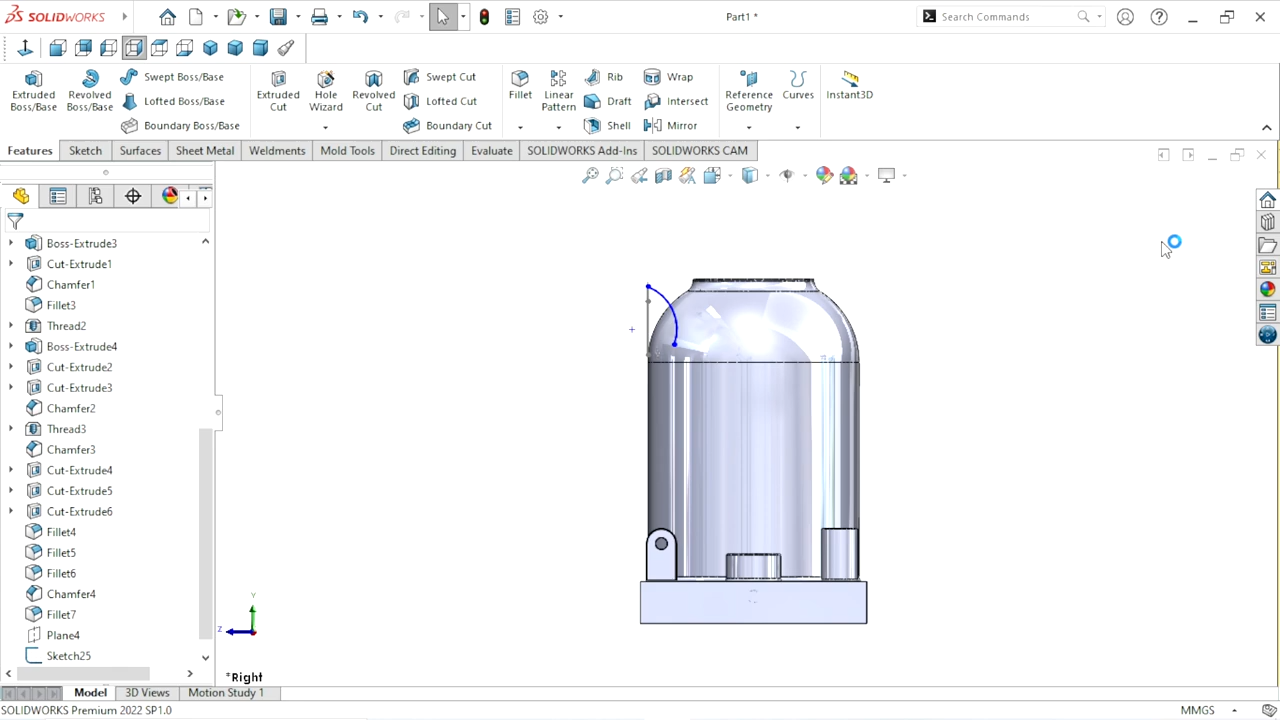 SOLIDWORKS
Part1 *
Search Commands
Extruded Boss/Base
Revolved Boss/Base
Swept Boss/Base
Lofted Boss/Base
Boundary Boss/Base
Extruded Cut
Hole Wizard
Revolved Cut
Swept Cut
Lofted Cut
Boundary Cut
Fillet
Linear Pattern
Rib
Draft
Shell
Wrap
Intersect
Mirror
Reference Geometry
Curves
Instant3D
Features Sketch Surfaces Sheet Metal Weldments Mold Tools Direct Editing Evaluate SOLIDWORKS Add-Ins SOLIDWORKS CAM
Boss-Extrude3
Cut-Extrude1
Chamfer1
Fillet3
Thread2
Boss-Extrude4
Cut-Extrude2
Cut-Extrude3
Chamfer2
Thread3
Chamfer3
Cut-Extrude4
Cut-Extrude5
Cut-Extrude6
Fillet4
Fillet5
Fillet6
Chamfer4
Fillet7
Plane4
Sketch25
Y
Z
*Right
Model 3D Views Motion Study 1
SOLIDWORKS Premium 2022 SP1.0
MMGS